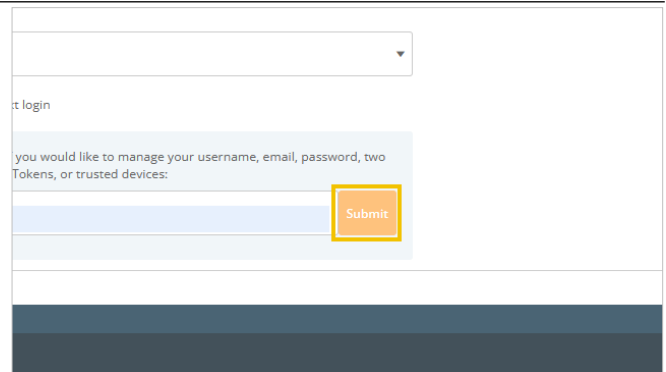 t login
you would like to manage your username, email, password, two
Tokens, or trusted devices:
Submit